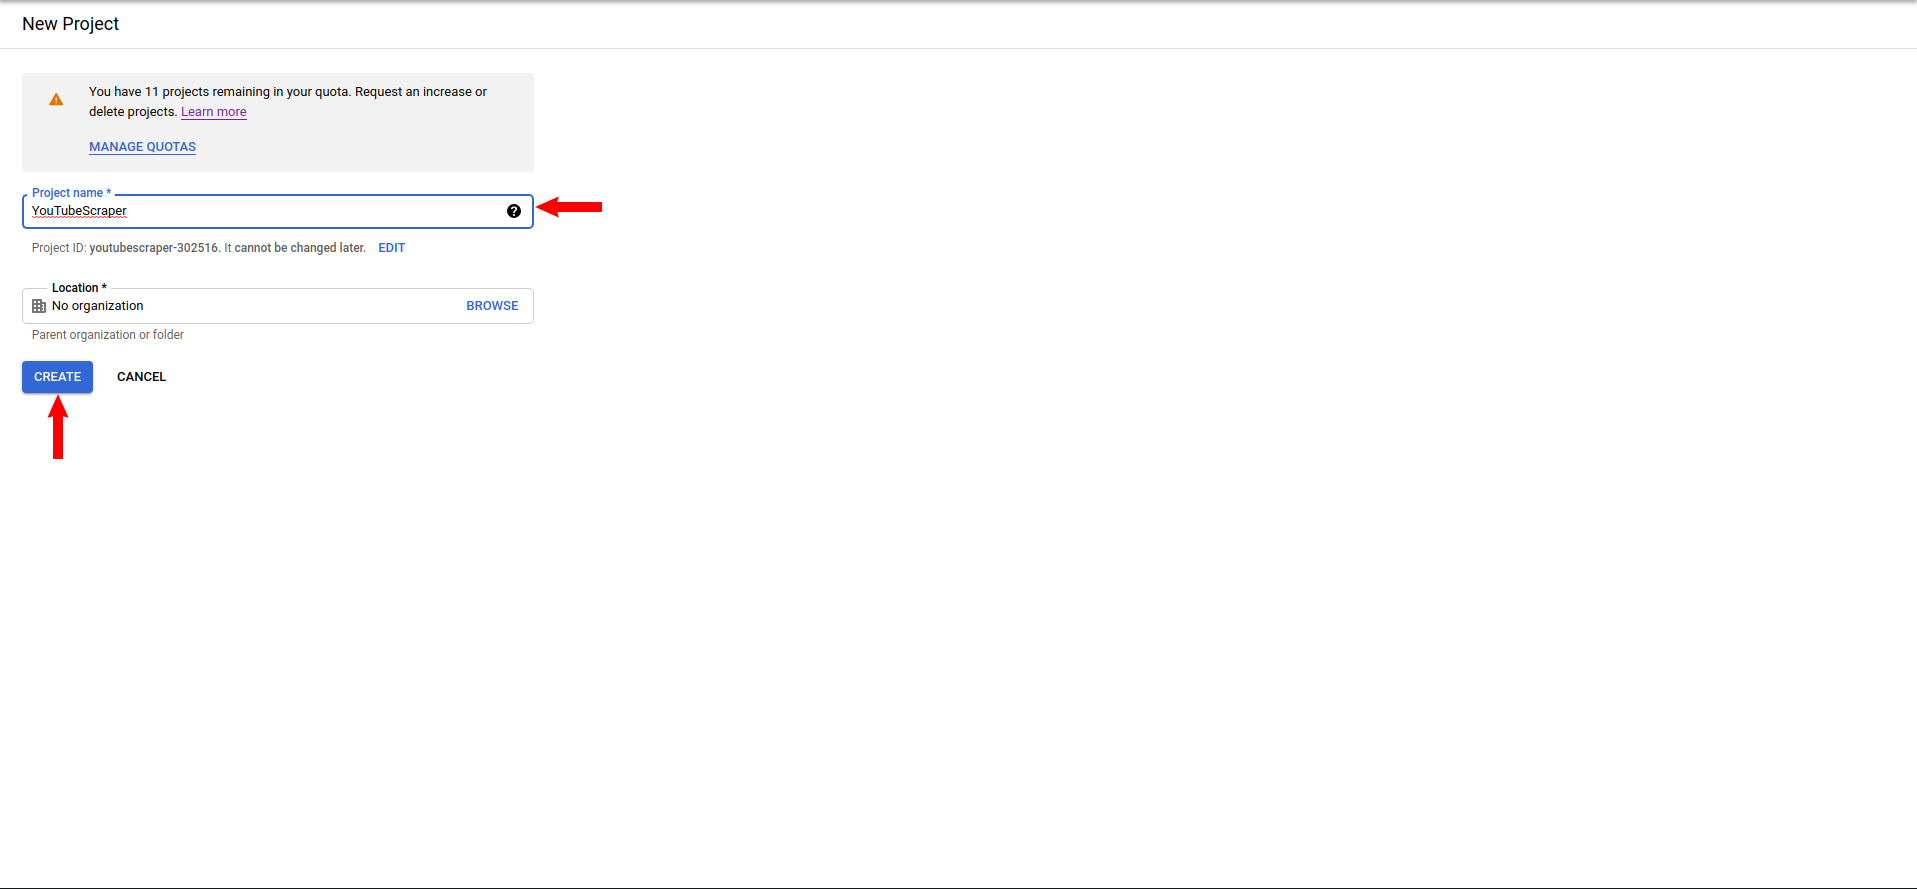 New Project
You have 11 projects remaining in your quota. Request an increase or
delete projects. Learn more
MANAGE QUOTAS
Project name *
YouTubeScraper
Project ID: youtubescraper-302516. It cannot be changed later. EDIT
Location *
No organization BROWSE
Parent organization or folder
CREATE CANCEL